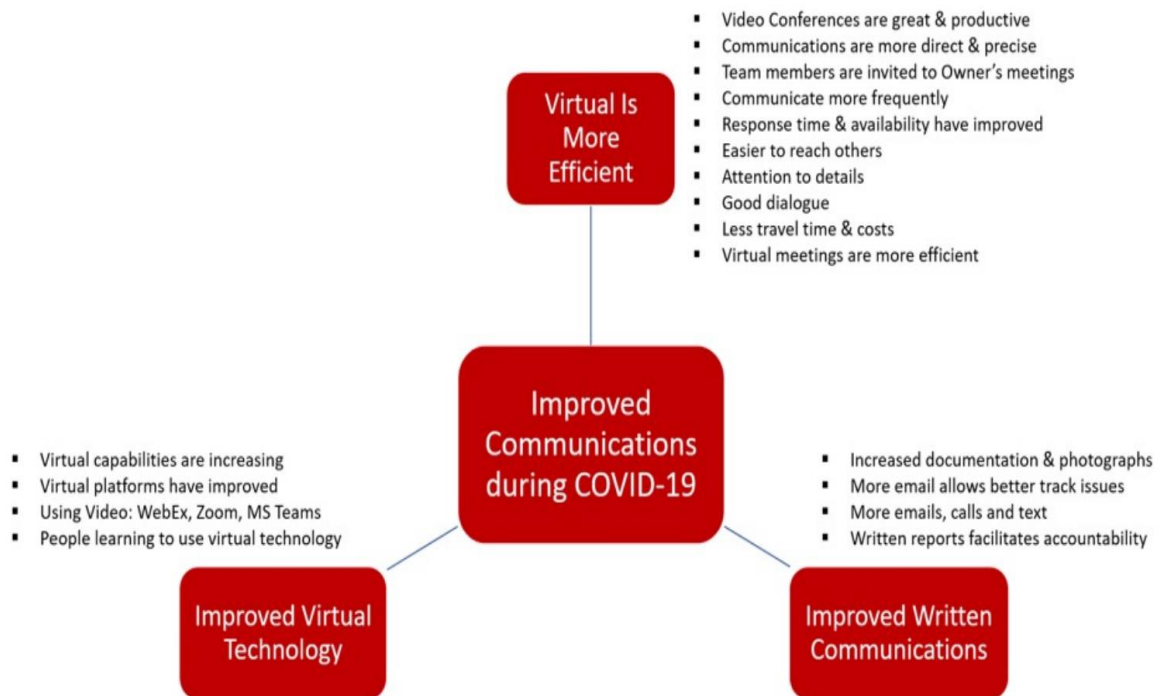 Virtual Is
More
Efficient
▪ Video Conferences are great & productive
▪ Communications are more direct & precise
▪ Team members are invited to Owner's meetings
▪ Communicate more frequently
▪ Response time & availability have improved
▪ Easier to reach others
▪ Attention to details
▪ Good dialogue
▪ Less travel time & costs
▪ Virtual meetings are more efficient
Improved
Communications
during COVID-19
▪ Virtual capabilities are increasing
▪ Virtual platforms have improved
▪ Using Video: WebEx, Zoom, MS Teams
▪ People learning to use virtual technology
Improved Virtual
Technology
▪ Increased documentation & photographs
▪ More email allows better track issues
▪ More emails, calls and text
▪ Written reports facilitates accountability
Improved Written
Communications